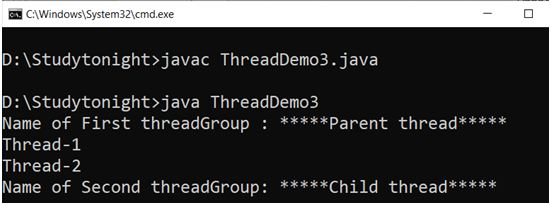 C:\Windows\System32\cmd.exe
D:\Studytonight>javac ThreadDemo3.java
D:\Studytonight>java ThreadDemo3
Name of First threadGroup : *****Parent thread*****
Thread-1
Thread-2
Name of Second threadGroup: *****Child thread*****